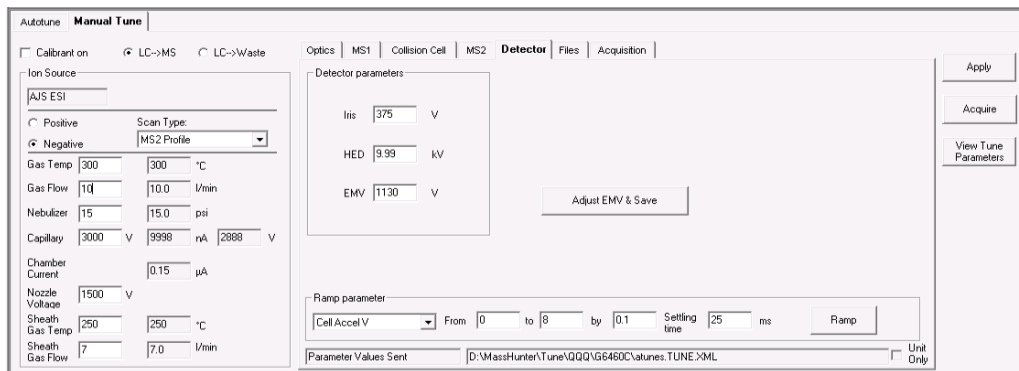 Autotune Manual Tune
Calibrant on LC-->MS LC-->Waste
Ion Source
AJS ESI
Positive
Negative
Scan Type:
MS2 Profile
Gas Temp 300 300 °C
Gas Flow 10 10.0 l/min
Nebulizer 15 15.0 psi
Capillary 3000 V 9998 nA 2888 V
Chamber
Current 0.15 µA
Nozzle
Voltage 1500 V
Sheath
Gas Temp 250 250 °C
Sheath
Gas Flow 7 7.0 l/min
Optics MS1 Collision Cell MS2 Detector Files Acquisition
Detector parameters
Iris 375 V
HED 9.99 kV
EMV 1130 V
Adjust EMV & Save
Ramp parameter
Cell Accel V From 0 to 8 by 0.1 Settling
time 25 ms Ramp
Parameter Values Sent D:\MassHunter\Tune\QQQ\G6460C\atunes.TUNE.XML Unit
Only
Apply
Acquire
View Tune
Parameters